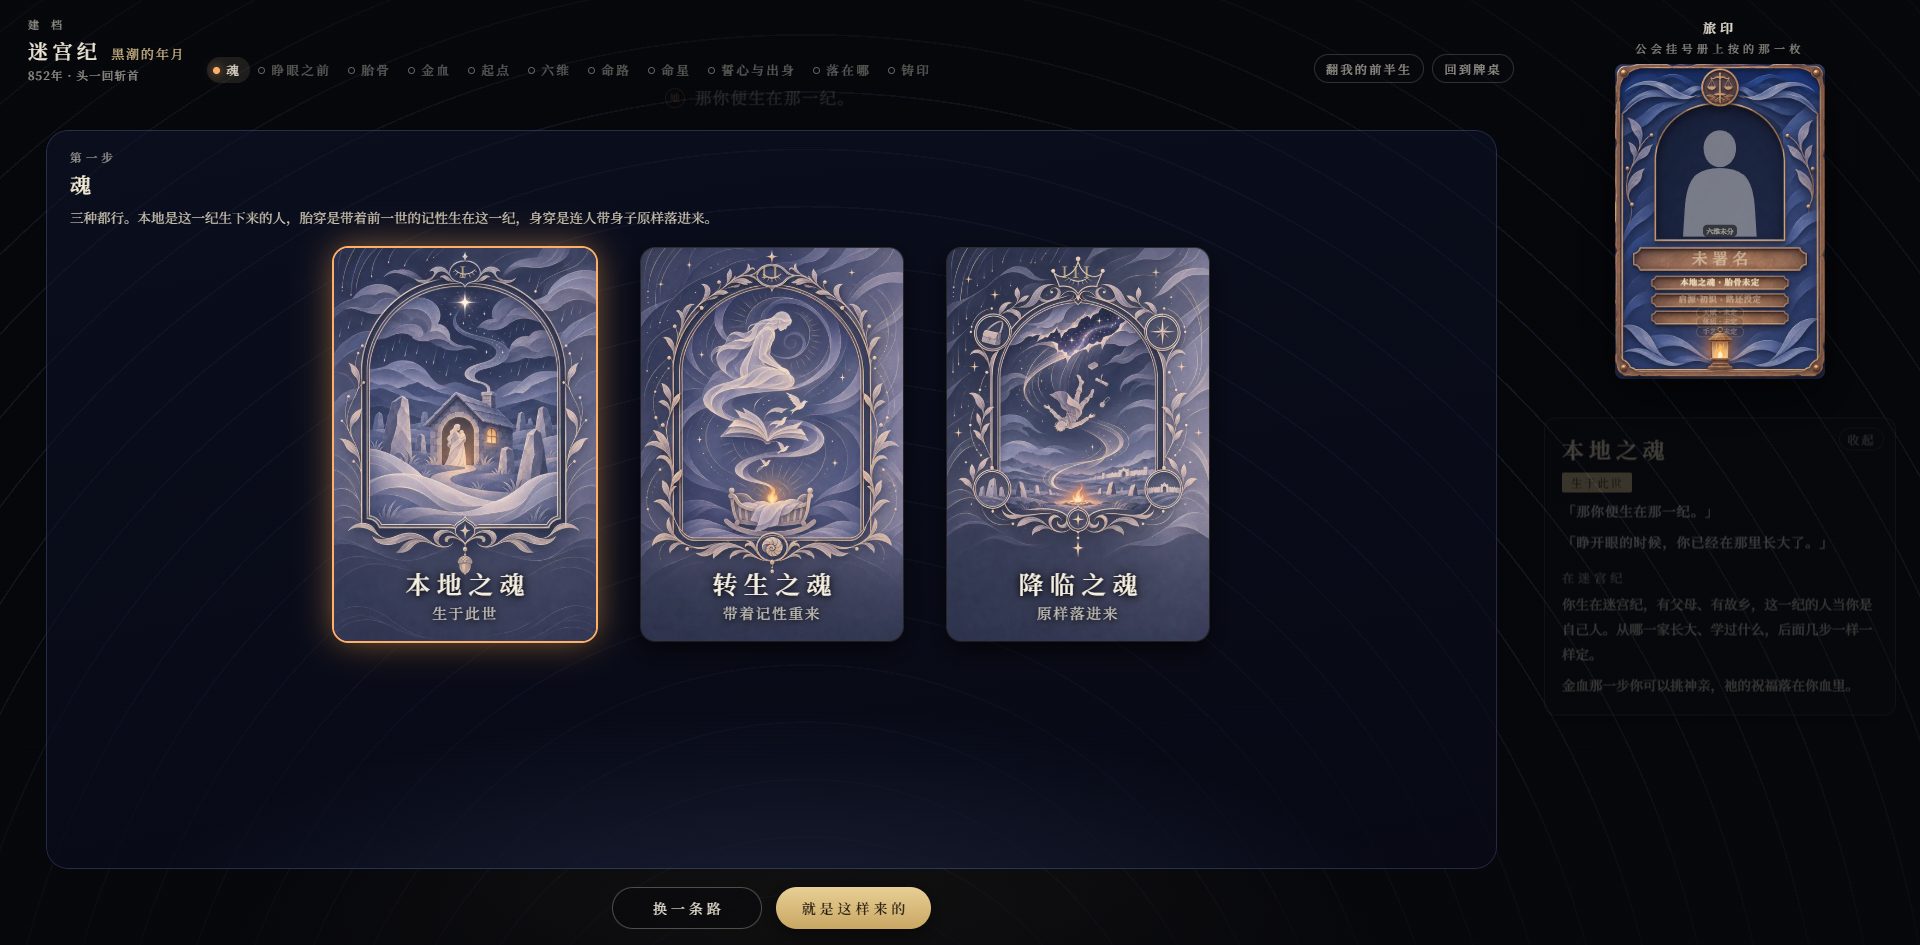 建 档
迷宫纪 黑潮的年月
852年 · 头一回斩首
魂 睁眼之前 胎骨 金血 起点 六维 命路 命星 誓心与出身 落在哪 铸印
翻我的前半生 回到牌桌
地 那你便生在那一纪。
第一步
魂
三种都行。本地是这一纪生下来的人，胎穿是带着前一世的记性生在这一纪，身穿是连人带身子原样落进来。
I
本地之魂
生于此世
II
转生之魂
带着记性重来
III
降临之魂
原样落进来
换一条路 就是这样来的
旅印
公会挂号册上按的那一枚
六维未分
未署名
本地之魂 · 胎骨未定
本地之魂
收起
生于此世
「那你便生在那一纪。」
「睁开眼的时候，你已经在那里长大了。」
在迷宫纪
你生在迷宫纪，有父母、有故乡，这一纪的人当你是
自己人。从哪一家长大、学过什么，后面几步一样一
样定。
金血那一步你可以挑神亲，祂的祝福落在你血里。